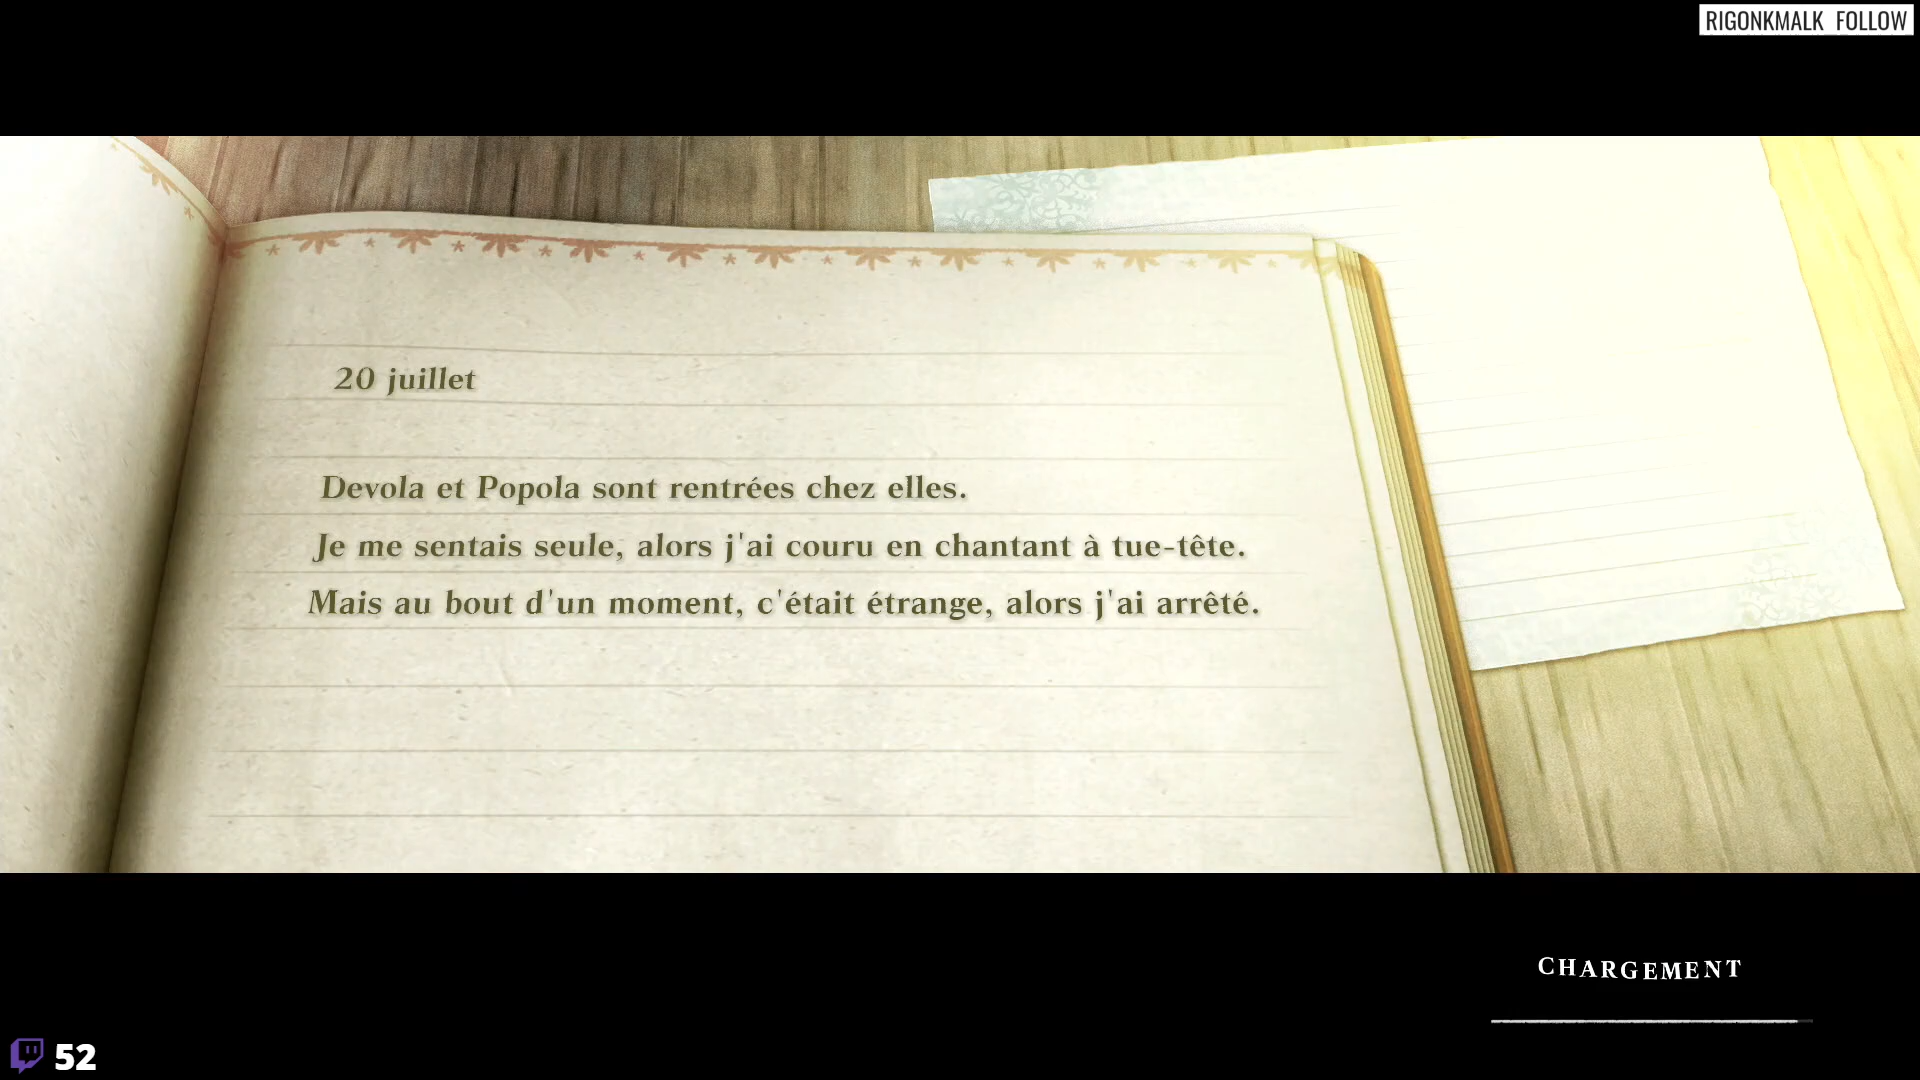 RIGONKMALK FOLLOW
20 juillet
Devola et Popola sont rentrées chez elles.
Je me sentais seule, alors j'ai couru en chantant à tue-tête.
Mais au bout d'un moment, c'était étrange, alors j'ai arrêté.
CHARGEMENT
52